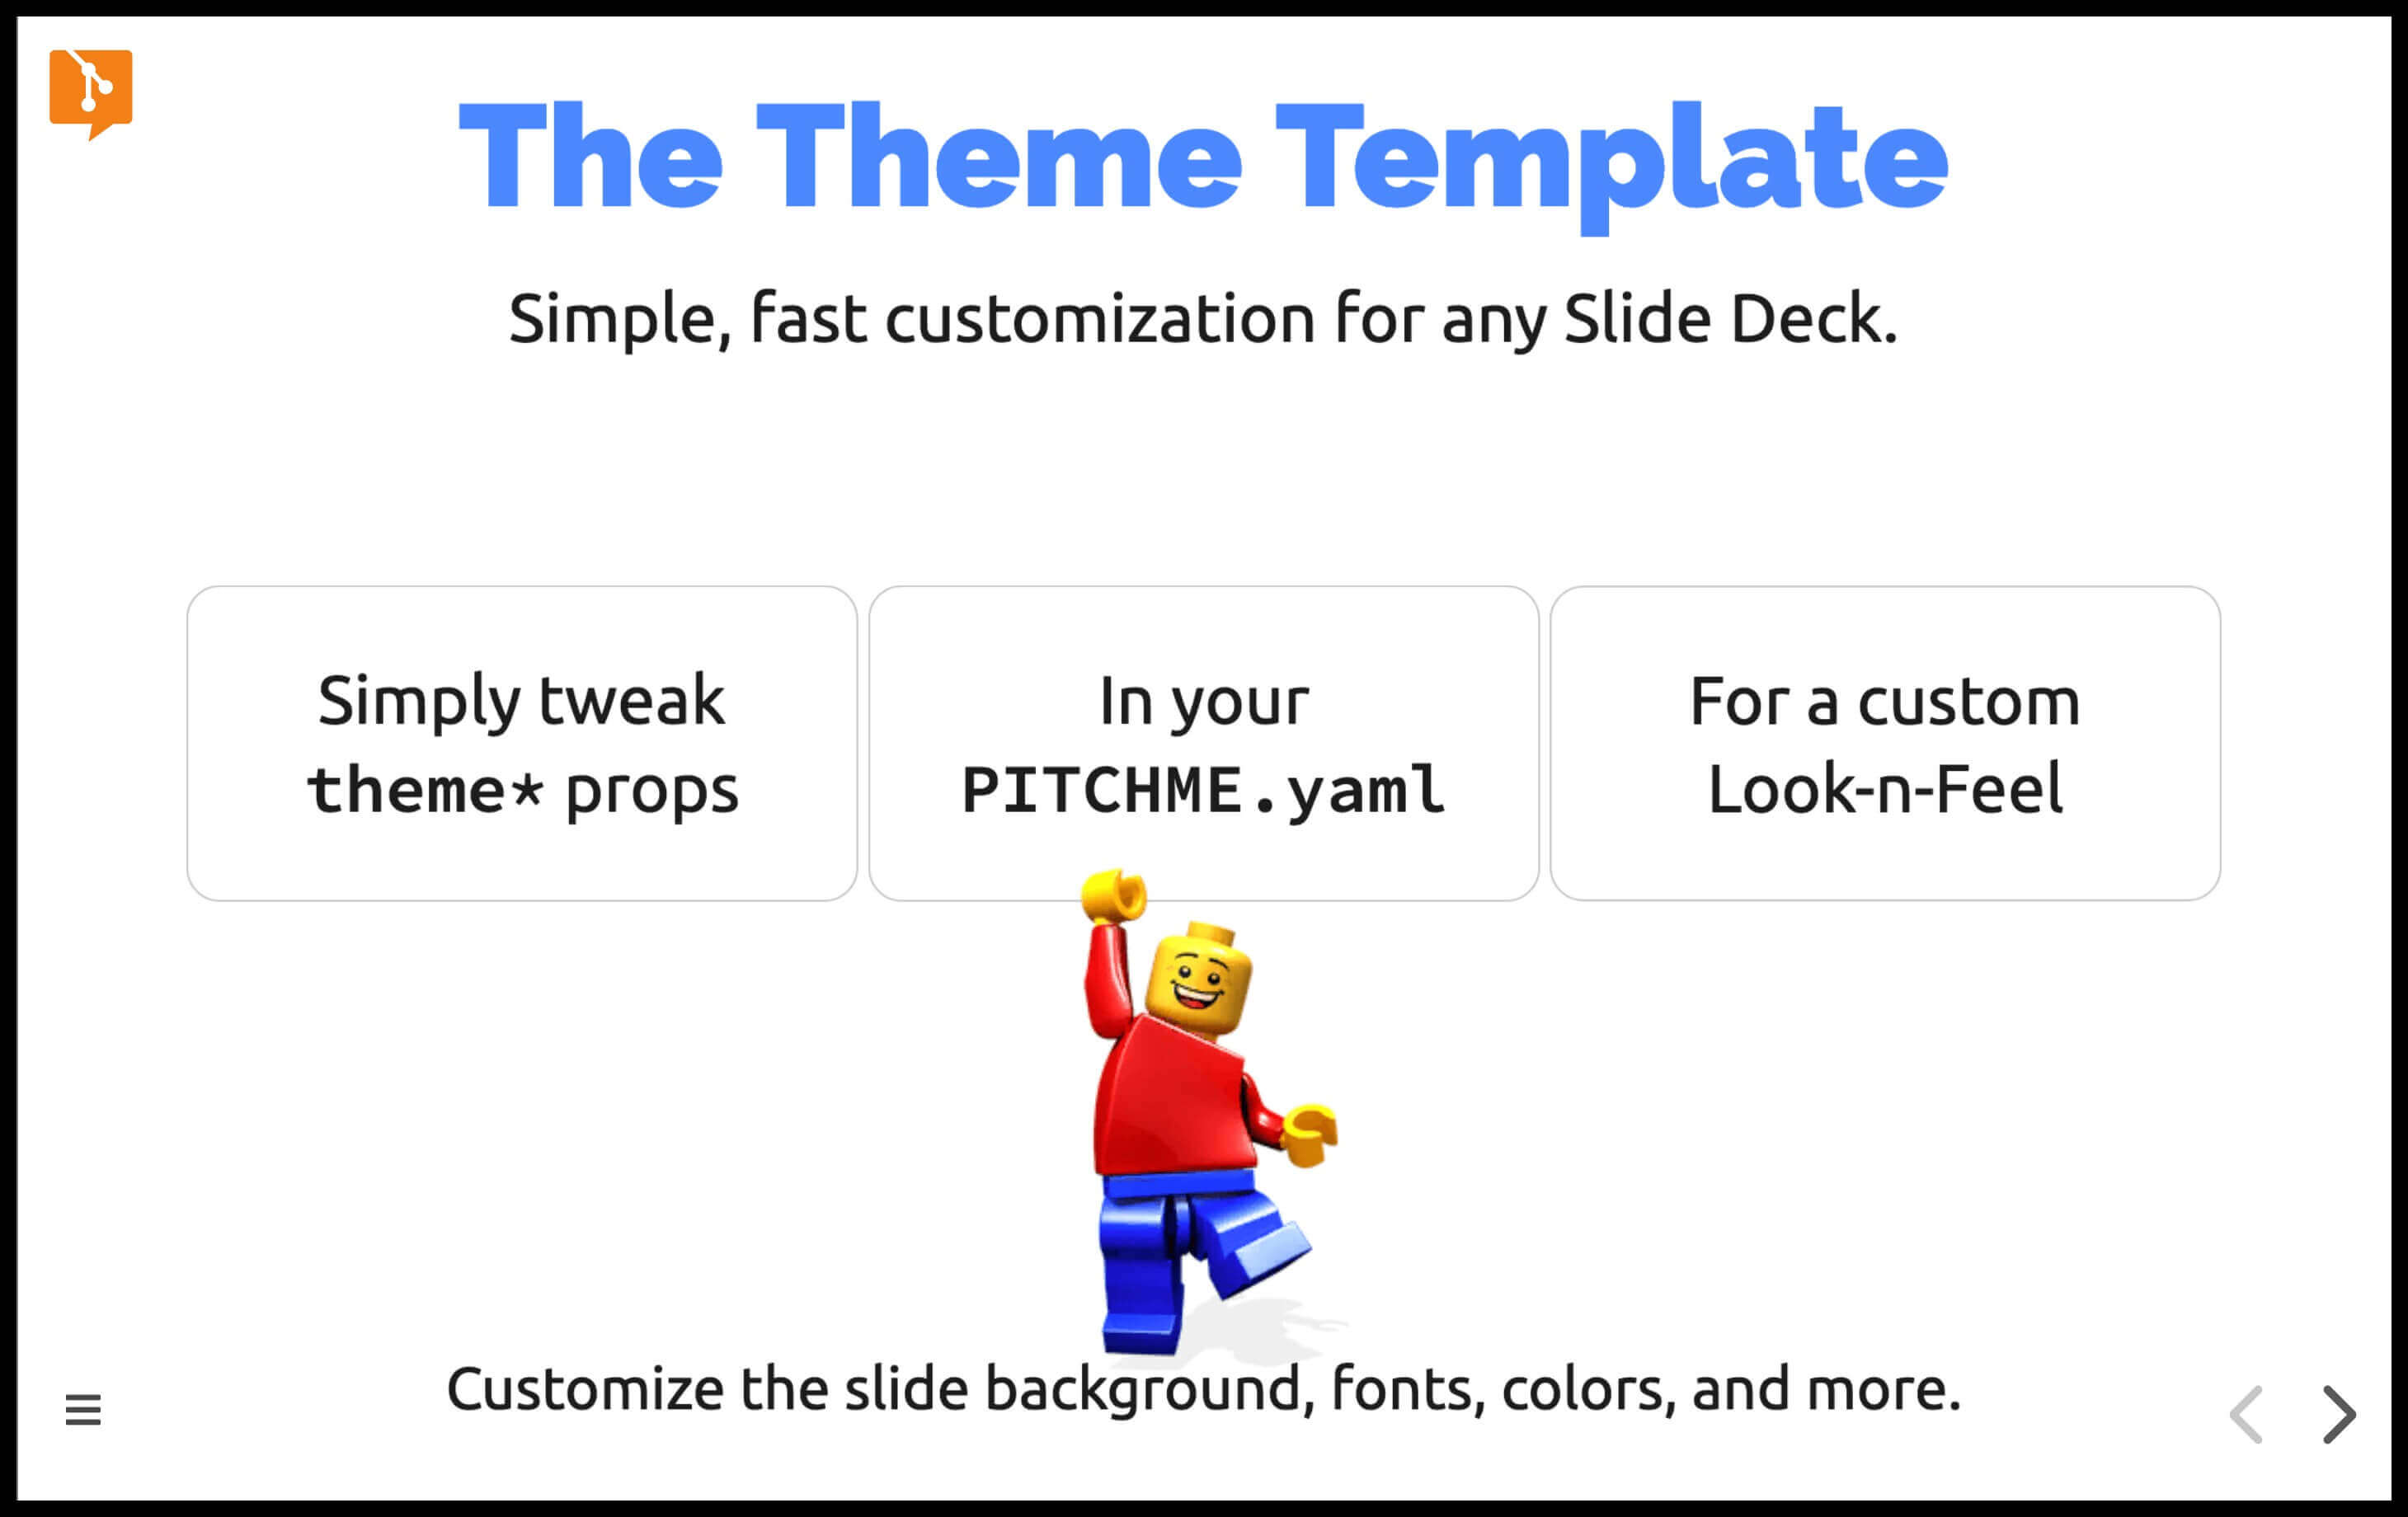 The Theme Template
Simple, fast customization for any Slide Deck.
Simply tweak
theme* props
In your
PITCHME.yaml
For a custom
Look-n-Feel
Customize the slide background, fonts, colors, and more.